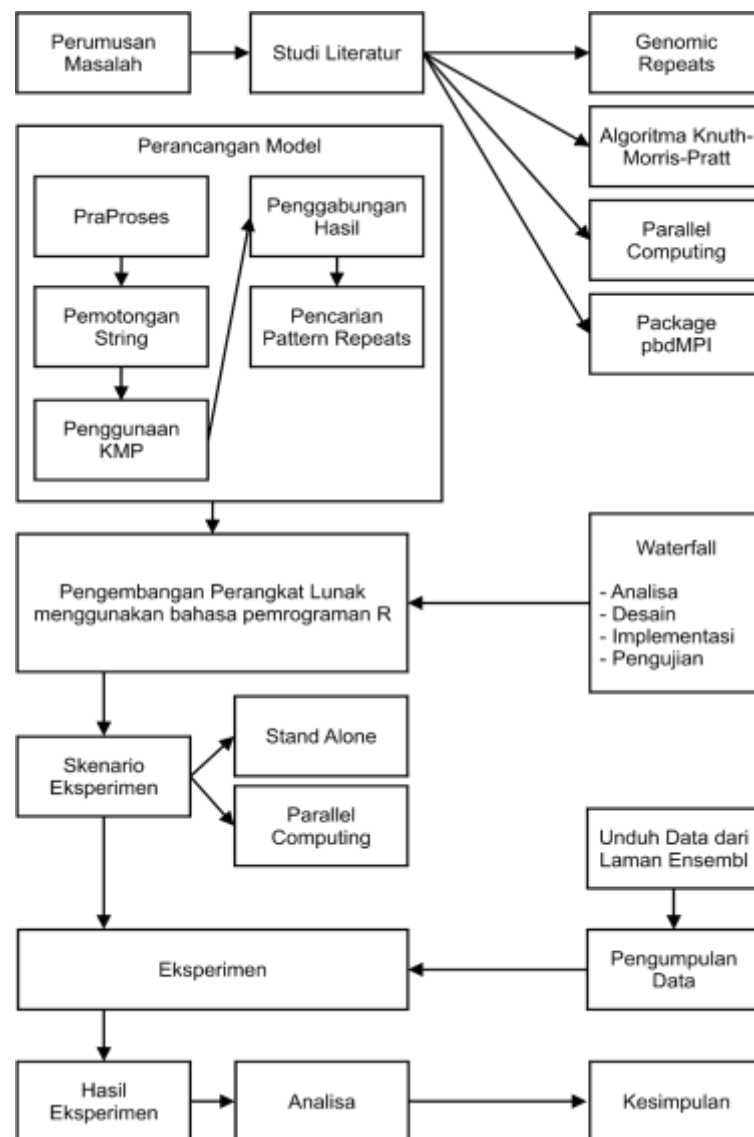 Perumusan
Masalah
Studi Literatur
Genomic
Repeats
Algoritma Knuth-
Morris-Pratt
Parallel
Computing
Package
pbdMPI
Perancangan Model
PraProses
Pemotongan
String
Penggunaan
KMP
Penggabungan
Hasil
Pencarian
Pattern Repeats
Pengembangan Perangkat Lunak
menggunakan bahasa pemrograman R
Waterfall
- Analisa
- Desain
- Implementasi
- Pengujian
Skenario
Eksperimen
Stand Alone
Parallel
Computing
Unduh Data dari
Laman Ensembl
Pengumpulan
Data
Eksperimen
Hasil
Eksperimen
Analisa
Kesimpulan